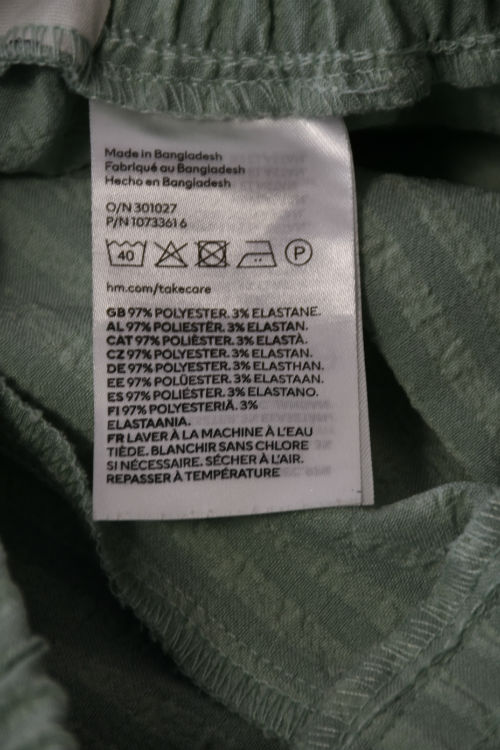 Made in Bangladesh
Fabriqué au Bangladesh
Hecho en Bangladesh
O/N 301027
P/N 1073361 6
40 P
hm.com/takecare
GB 97% POLYESTER. 3% ELASTANE.
AL 97% POLIESTËR. 3% ELASTAN.
CAT 97% POLIÈSTER. 3% ELASTÀ.
CZ 97% POLYESTER. 3% ELASTAN.
DE 97% POLYESTER. 3% ELASTHAN.
EE 97% POLÜESTER. 3% ELASTAAN.
ES 97% POLIÉSTER. 3% ELASTANO.
FI 97% POLYESTERIÄ. 3%
ELASTAANIA.
FR LAVER À LA MACHINE À L'EAU
TIÈDE. BLANCHIR SANS CHLORE
SI NÉCESSAIRE. SÉCHER À L'AIR.
REPASSER À TEMPÉRATURE